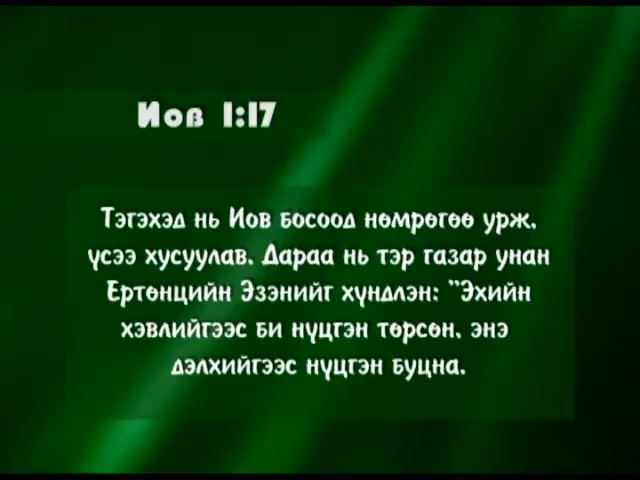 Иов 1:17
Тэгэхэд нь Иов босоод нөмрөгөө урж,
үсээ хусуулав. Дараа нь тэр газар унан
Ертөнцийн Эзэнийг хүндлэн: "Эхийн
хэвлийгээс би нүцгэн төрсөн, энэ
дэлхийгээс нүцгэн буцна.